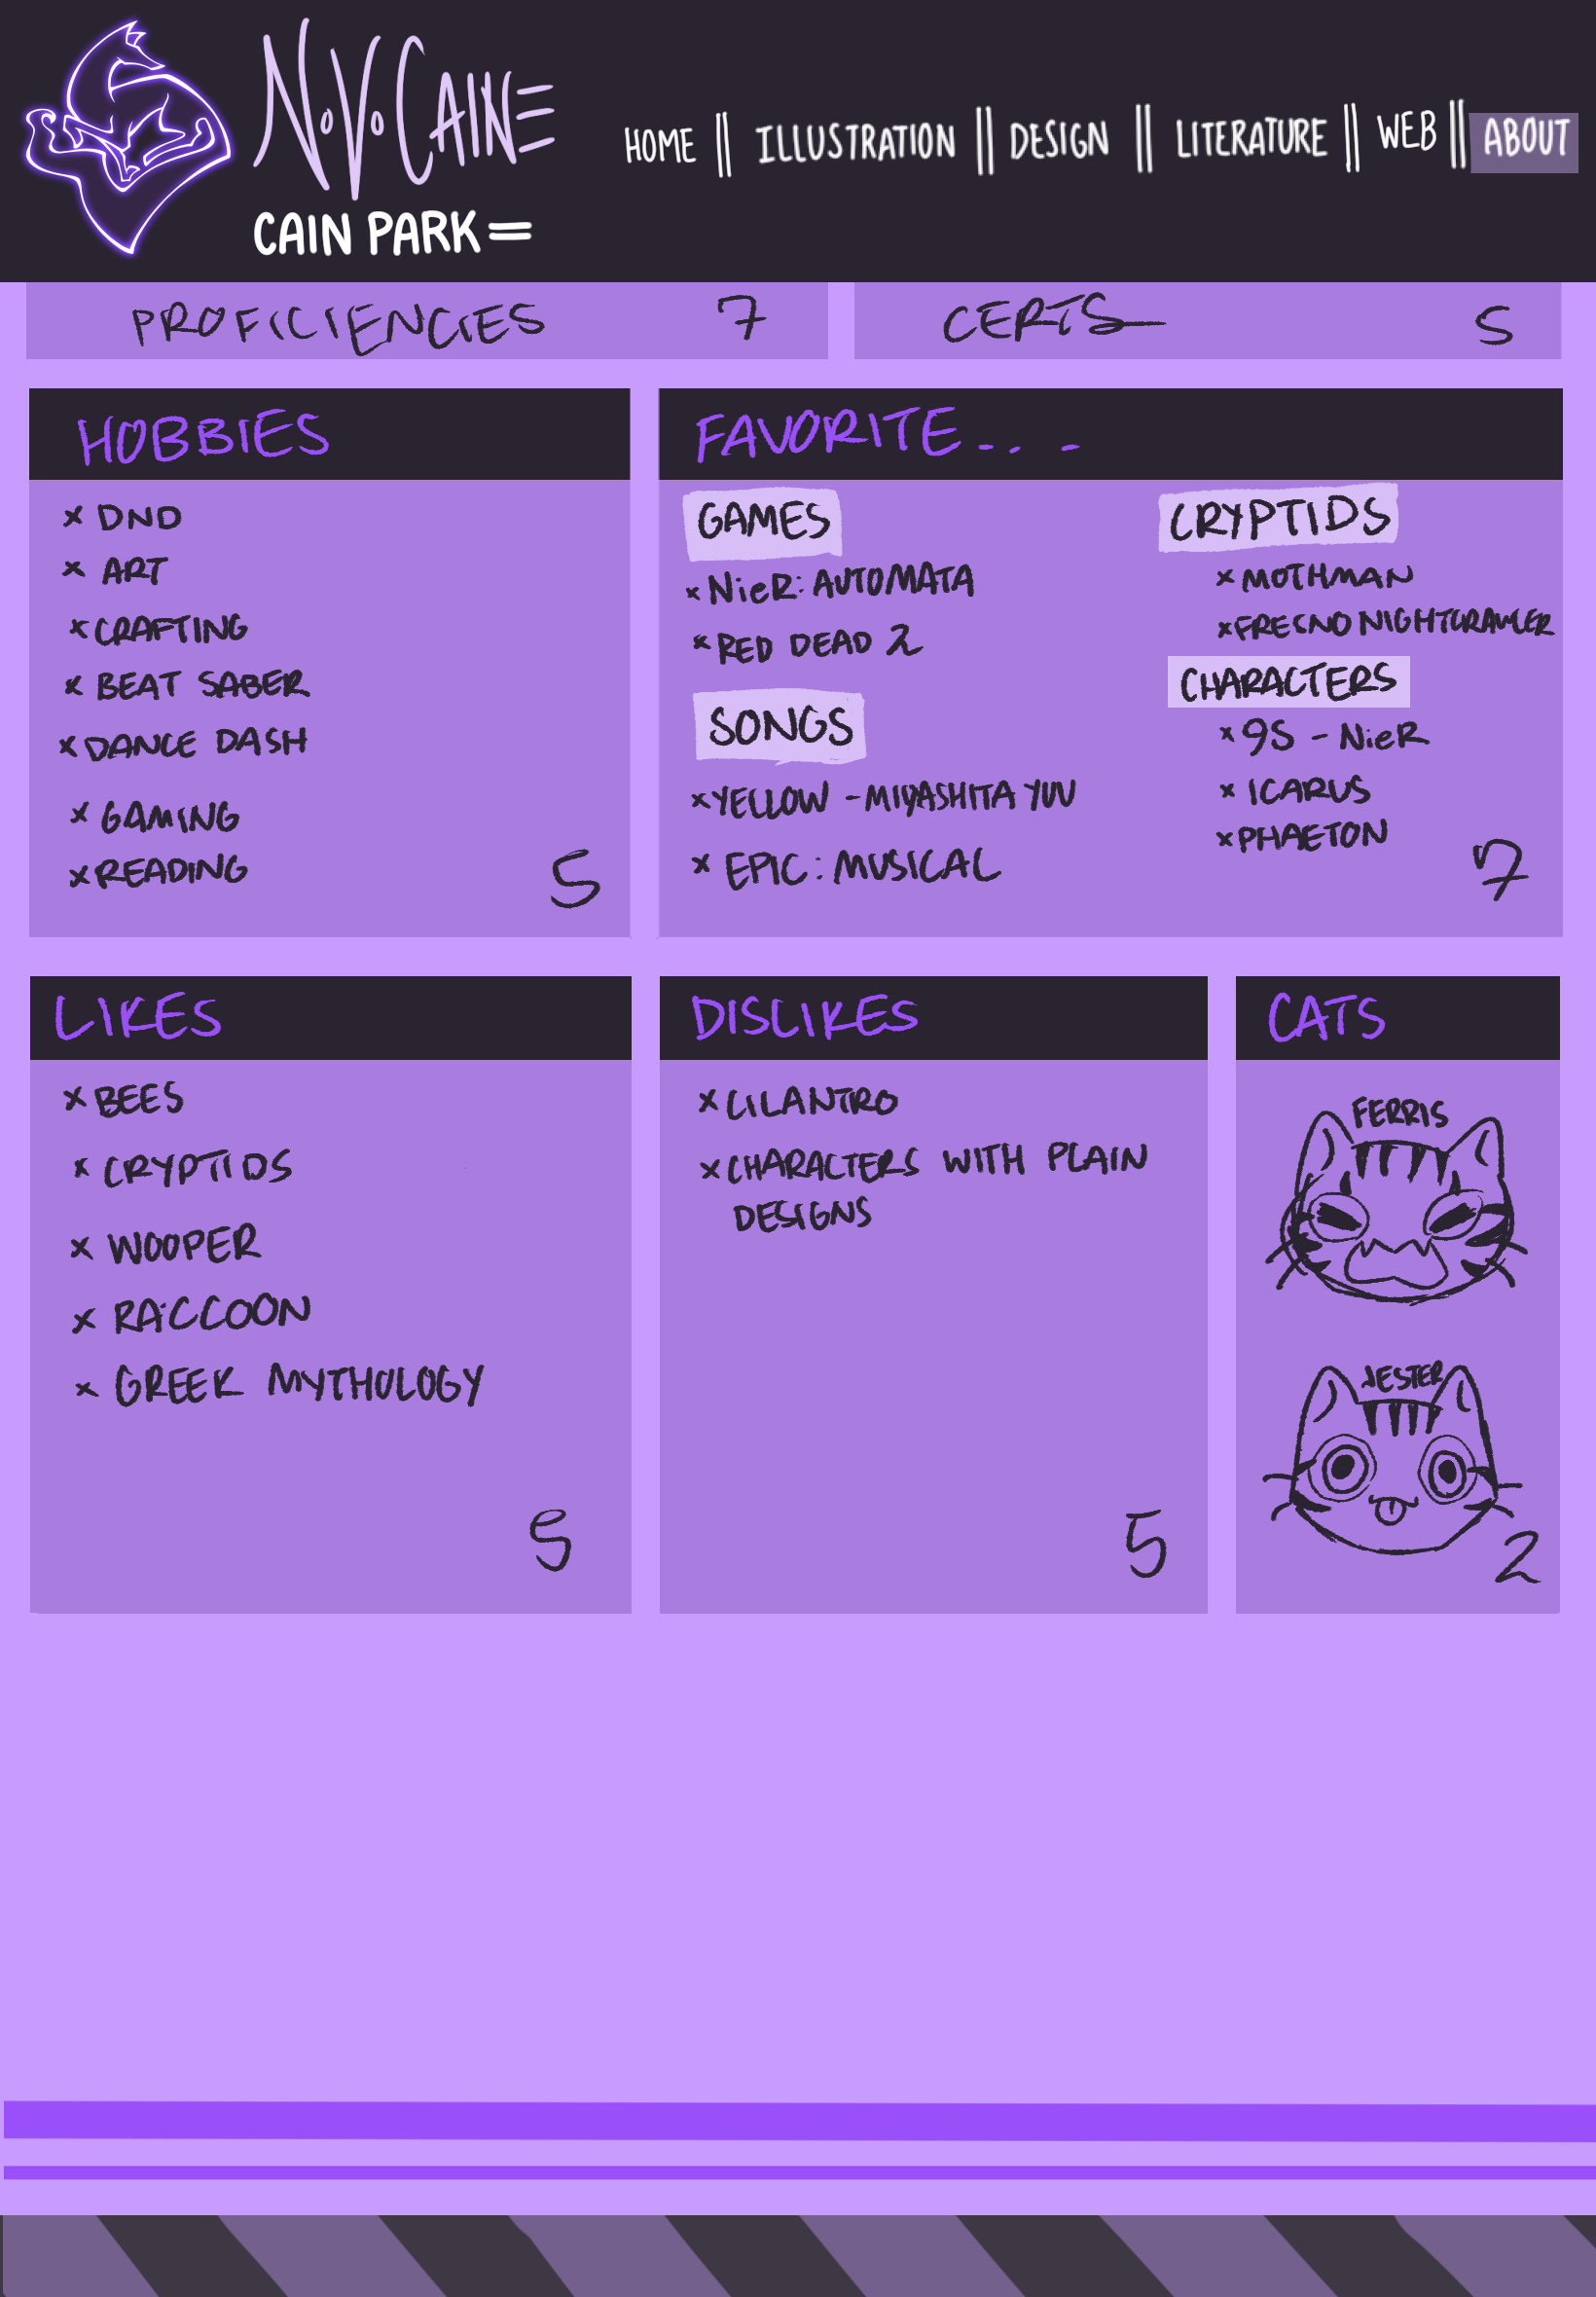 NoVoCAINE
CAIN PARK=
HOME || ILLUSTRATION || DESIGN || LITERATURE || WEB || ABOUT
PROFICIENCIES 7
CERTS 5
HOBBIES
x DND
x ART
x CRAFTING
x BEAT SABER
x DANCE DASH
x GAMING
x READING
5
FAVORITE....
GAMES
x NieR: AUTOMATA
x RED DEAD 2
SONGS
x YELLOW - MIYASHITA YUU
x EPIC: MUSICAL
CRYPTIDS
x MOTHMAN
x FRESNO NIGHTCRAWLER
CHARACTERS
x 9S - NieR
x ICARUS
x PHAETON
7
LIKES
x BEES
x CRYPTIDS
x WOOPER
x RACCOON
x GREEK MYTHOLOGY
5
DISLIKES
x CILANTRO
x CHARACTERS WITH PLAIN
DESIGNS
5
CATS
FERRIS
JESTER
2